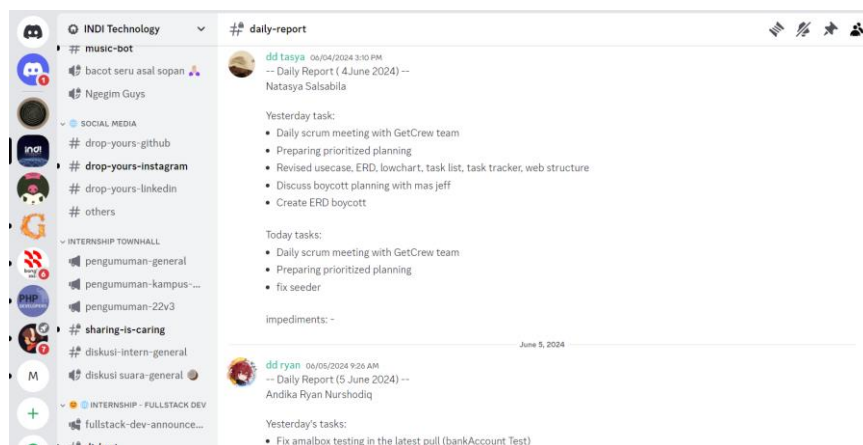 INDI Technology
music-bot
bacot seru asal sopan
Ngegim Guys
SOCIAL MEDIA
drop-yours-github
drop-yours-instagram
drop-yours-linkedin
others
INTERNSHIP TOWNHALL
pengumuman-general
pengumuman-kampus-...
pengumuman-22v3
sharing-is-caring
diskusi-intern-general
diskusi suara-general
INTERNSHIP - FULLSTACK DEV
fullstack-dev-announce...
1
indi
G
6
PHP
7
M
+
daily-report
dd tasya 06/04/2024 3:10 PM
-- Daily Report ( 4June 2024) --
Natasya Salsabila
Yesterday task:
• Daily scrum meeting with GetCrew team
• Preparing prioritized planning
• Revised usecase, ERD, lowchart, task list, task tracker, web structure
• Discuss boycott planning with mas jeff
• Create ERD boycott
Today tasks:
• Daily scrum meeting with GetCrew team
• Preparing prioritized planning
• fix seeder
impediments: -
June 5, 2024
dd ryan 06/05/2024 9:26 AM
-- Daily Report (5 June 2024) --
Andika Ryan Nurshodiq
Yesterday's tasks:
• Fix amalbox testing in the latest pull (bankAccount Test)